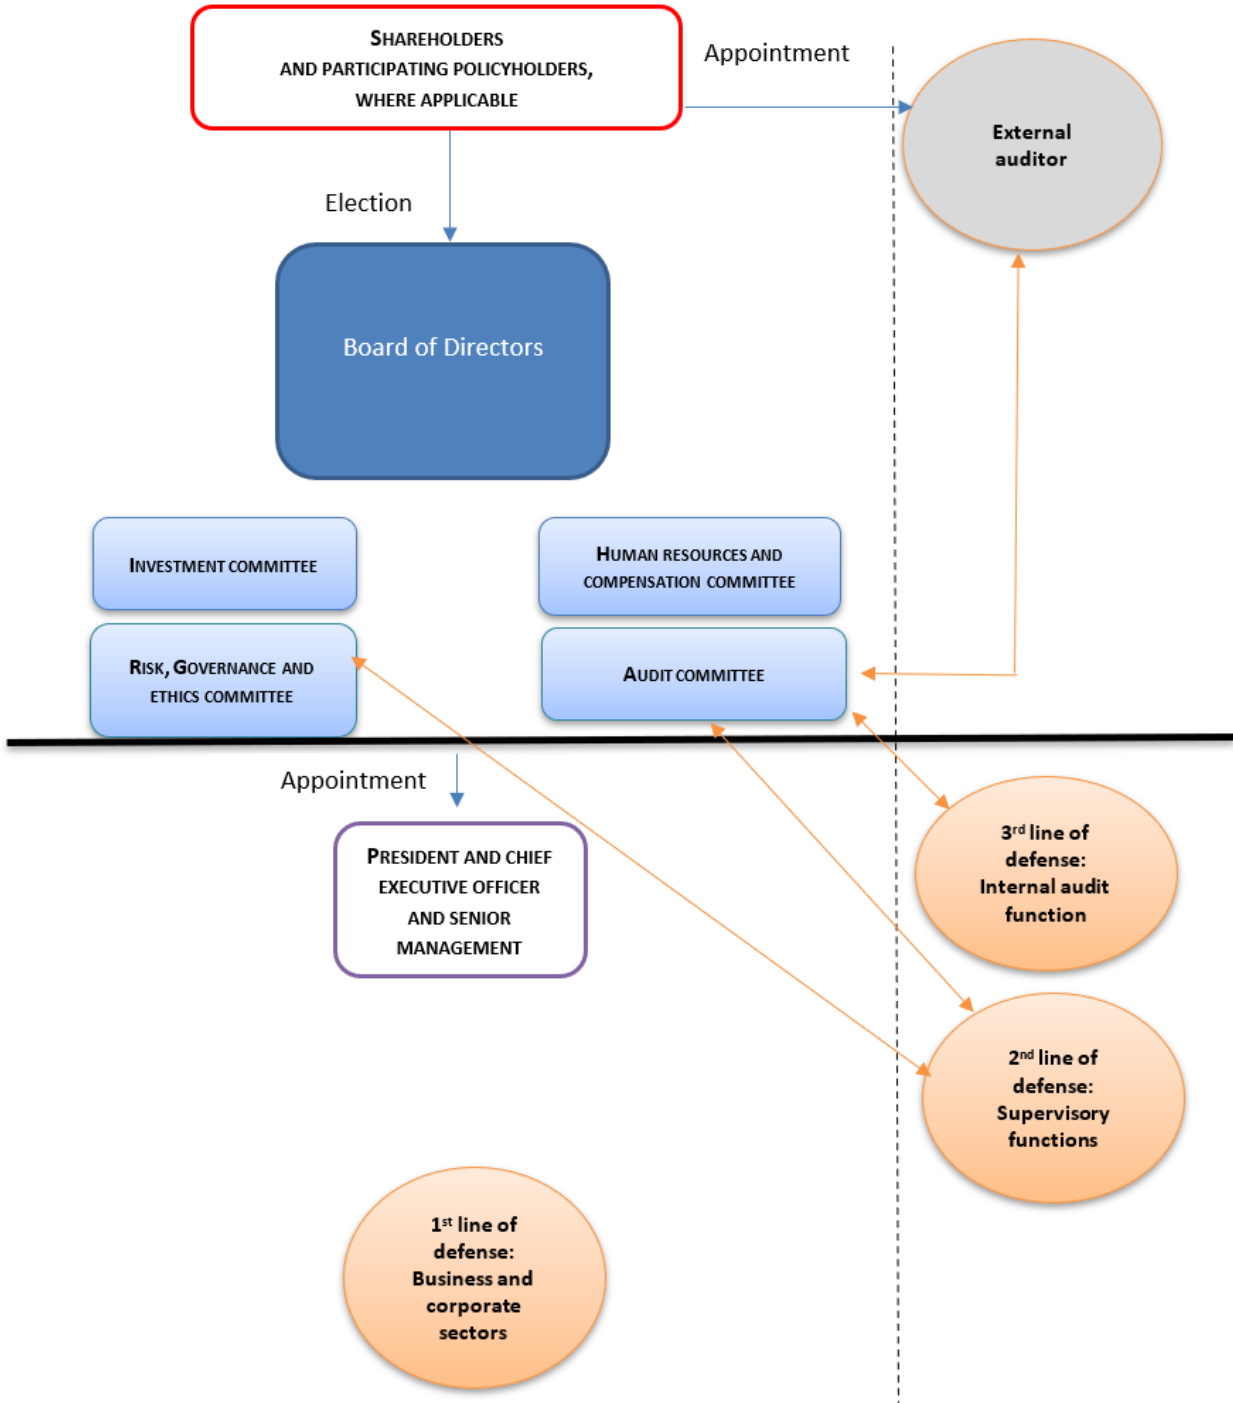 SHAREHOLDERS
AND PARTICIPATING POLICYHOLDERS,
WHERE APPLICABLE
Appointment
External
auditor
Election
Board of Directors
INVESTMENT COMMITTEE
HUMAN RESOURCES AND
COMPENSATION COMMITTEE
RISK, GOVERNANCE AND
ETHICS COMMITTEE
AUDIT COMMITTEE
Appointment
PRESIDENT AND CHIEF
EXECUTIVE OFFICER
AND SENIOR
MANAGEMENT
3rd line of
defense:
Internal audit
function
2nd line of
defense:
Supervisory
functions
1st line of
defense:
Business and
corporate
sectors